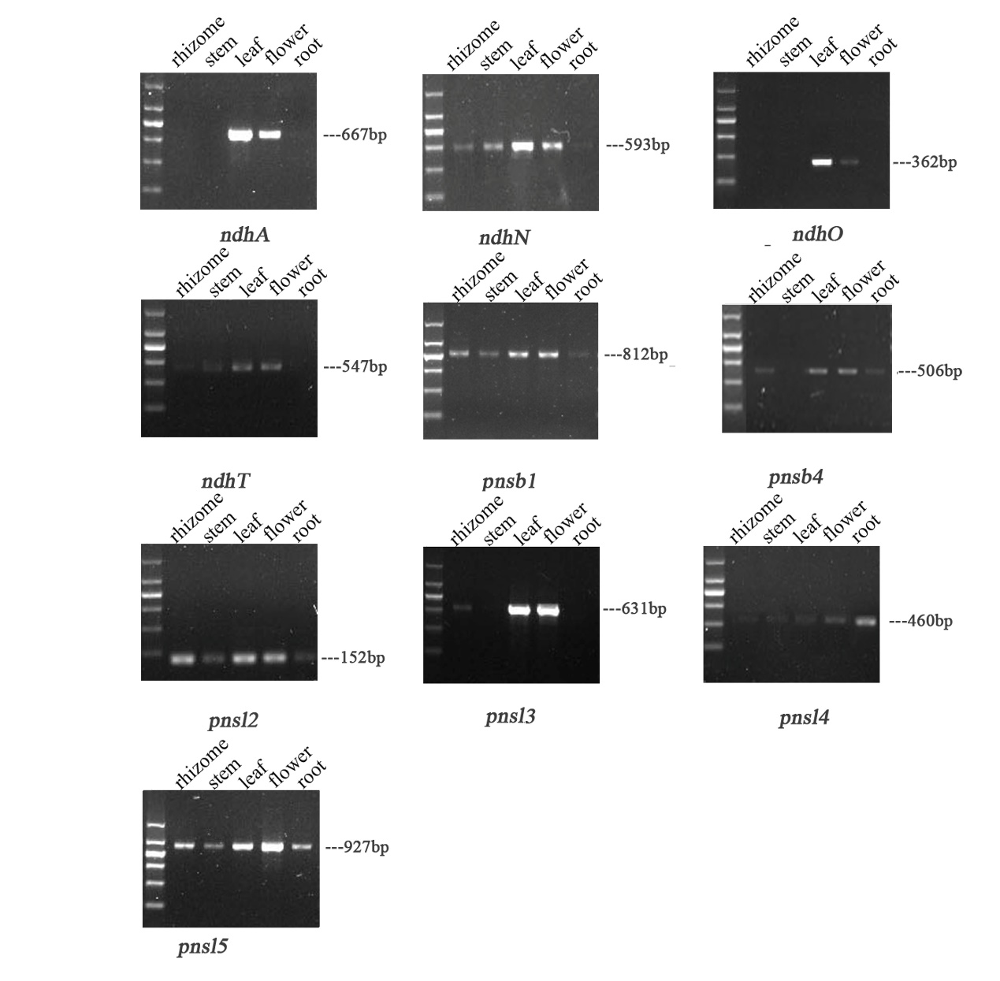 rhizome stem leaf flower root
rhizome stem leaf flower root
rhizome stem leaf flower root
---667bp
---593bp
---362bp
ndhA
ndhN
ndhO
rhizome stem leaf flower root
rhizome stem leaf flower root
rhizome stem leaf flower root
---547bp
---812bp
---506bp
ndhT
pnsb1
pnsb4
rhizome stem leaf flower root
rhizome stem leaf flower root
rhizome stem leaf flower root
---152bp
---631bp
---460bp
pnsl2
pnsl3
pnsl4
rhizome stem leaf flower root
---927bp
pnsl5